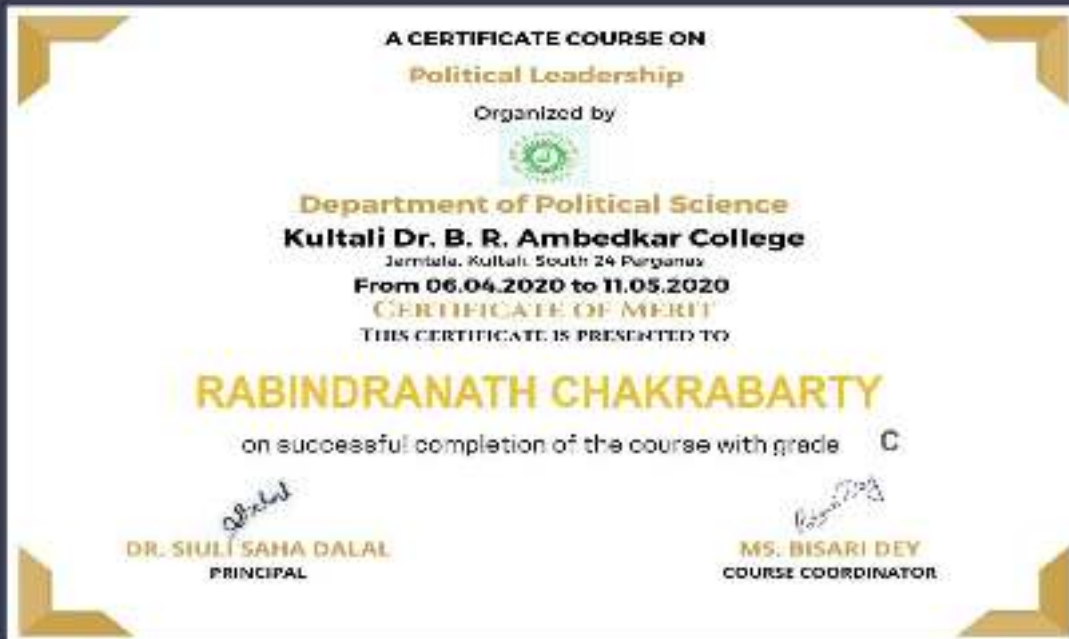 A CERTIFICATE COURSE ON
Political Leadership
Organized by
Department of Political Science
Kultali Dr. B. R. Ambedkar College
Jamtala, Kultali, South 24 Parganas
From 06.04.2020 to 11.05.2020
CERTIFICATE OF MERIT
THIS CERTIFICATE IS PRESENTED TO
RABINDRANATH CHAKRABARTY
on successful completion of the course with grade C
DR. SIULI SAHA DALAL
PRINCIPAL
MS. BISARI DEY
COURSE COORDINATOR